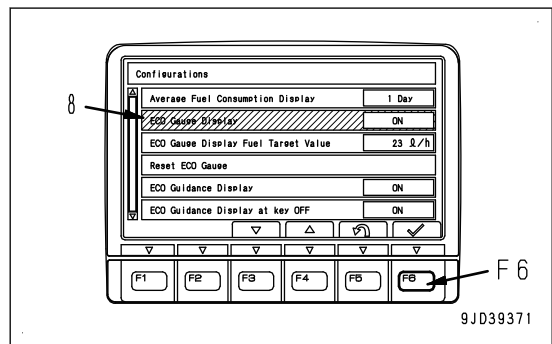 Configurations
8
Average Fuel Consumption Display 1 Day
ECO Gauge Display ON
ECO Gauge Display Fuel Target Value 23 ℓ/h
Reset ECO Gauge
ECO Guidance Display ON
ECO Guidance Display at key OFF ON
F1 F2 F3 F4 F5 F6
F6
9JD39371